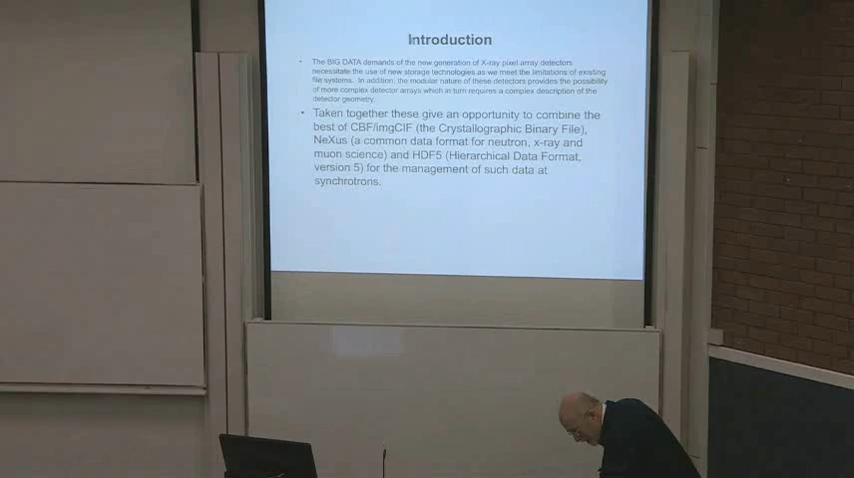 Introduction
• The BIG DATA demands of the new generation of X-ray pixel array detectors
necessitate the use of new storage technologies as we meet the limitations of existing
file systems. In addition, the modular nature of these detectors provides the possibility
of more complex detector arrays which in turn requires a complex description of the
detector geometry.
• Taken together these give an opportunity to combine the
best of CBF/imgCIF (the Crystallographic Binary File),
NeXus (a common data format for neutron, x-ray and
muon science) and HDF5 (Hierarchical Data Format,
version 5) for the management of such data at
synchrotrons.